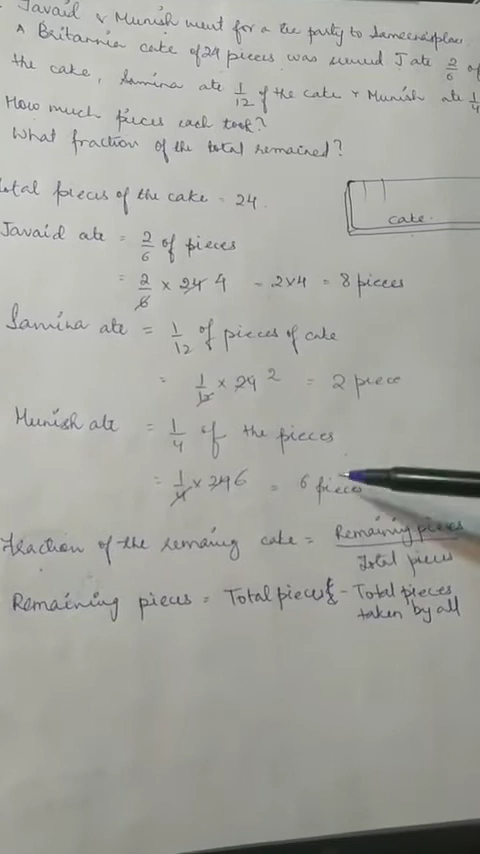 Javaid & Munish went for a tea party to
A Britannia cake of 24 pieces was served J ate 2/6 of
the cake, Samina ate 1/12 of the cake & Munish ate 1/4
How much pieces each took?
What fraction of the total remained?
otal pieces of the cake = 24
cake.
Javaid ate = 2/6 of pieces
= 2/6 × 24 4 = 2×4 = 8 pieces
Samina ate = 1/12 of pieces of cake
= 1/12 × 24 2 = 2 piece
Munish ate = 1/4 of the pieces
= 1/4 × 24 6 = 6 pieces
Fraction of the remaing cake = Remaining pieces / Total pieces
Remaining pieces = Total pieces - Total pieces
taken by all